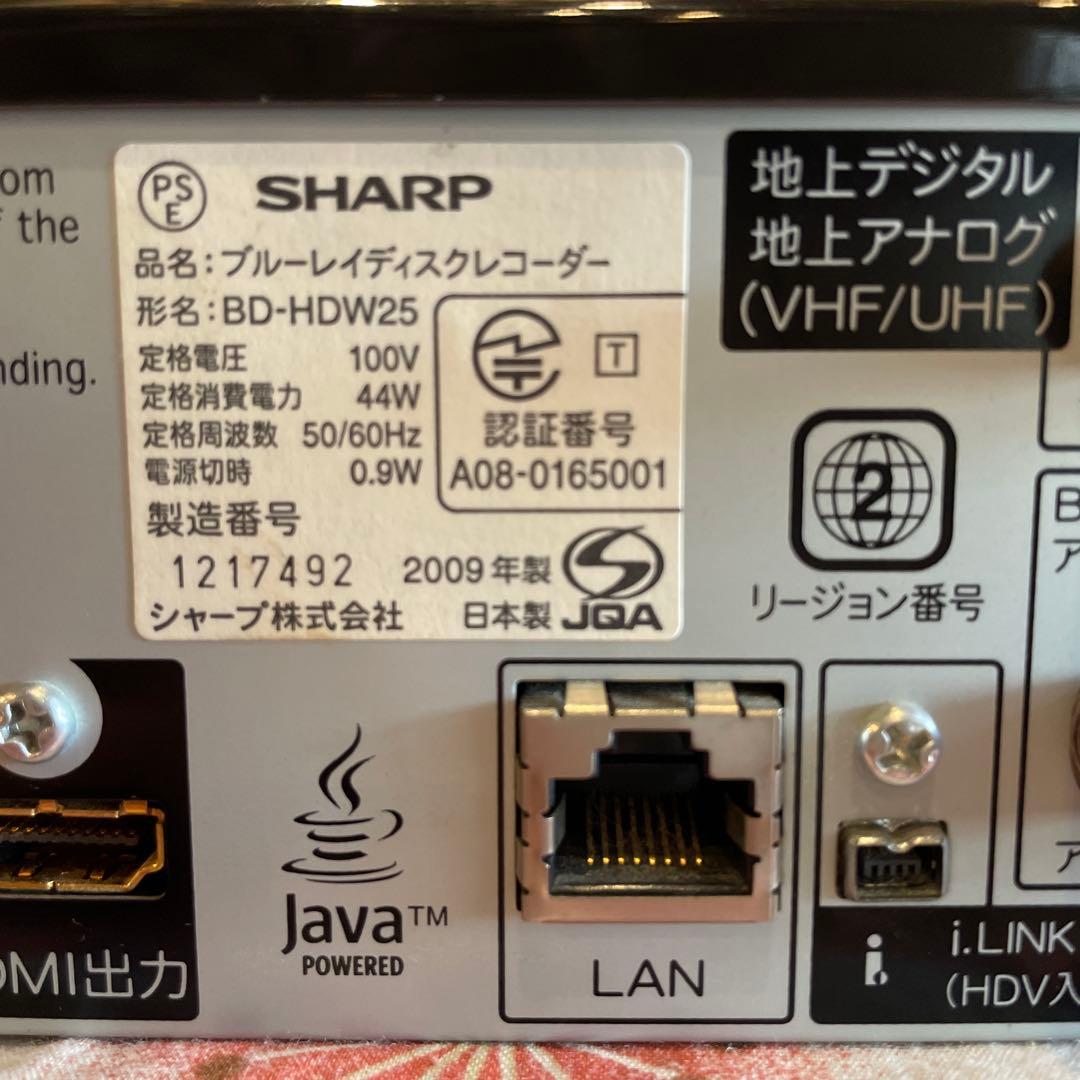 om
f the
nding.
PS
E
SHARP
品名：ブルーレイディスクレコーダー
形名：BD-HDW25
定格電圧 100V
定格消費電力 44W
定格周波数 50/60Hz
電源切時 0.9W
製造番号
1217492 2009年製
シャープ株式会社 日本製
T
認証番号
A08-0165001
JQA
地上デジタル
地上アナログ
(VHF/UHF)
2
リージョン番号
B
ア
ア
DMI出力
Java™
POWERED
LAN
i.
i.LINK
(HDV入